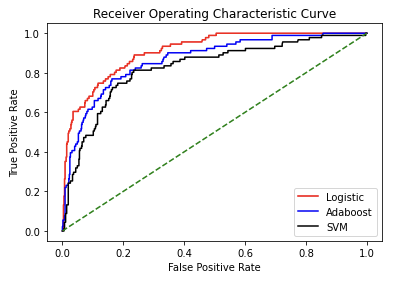 Receiver Operating Characteristic Curve
True Positive Rate
1.0
0.8
0.6
0.4
0.2
0.0
0.0 0.2 0.4 0.6 0.8 1.0
False Positive Rate
Logistic
Adaboost
SVM